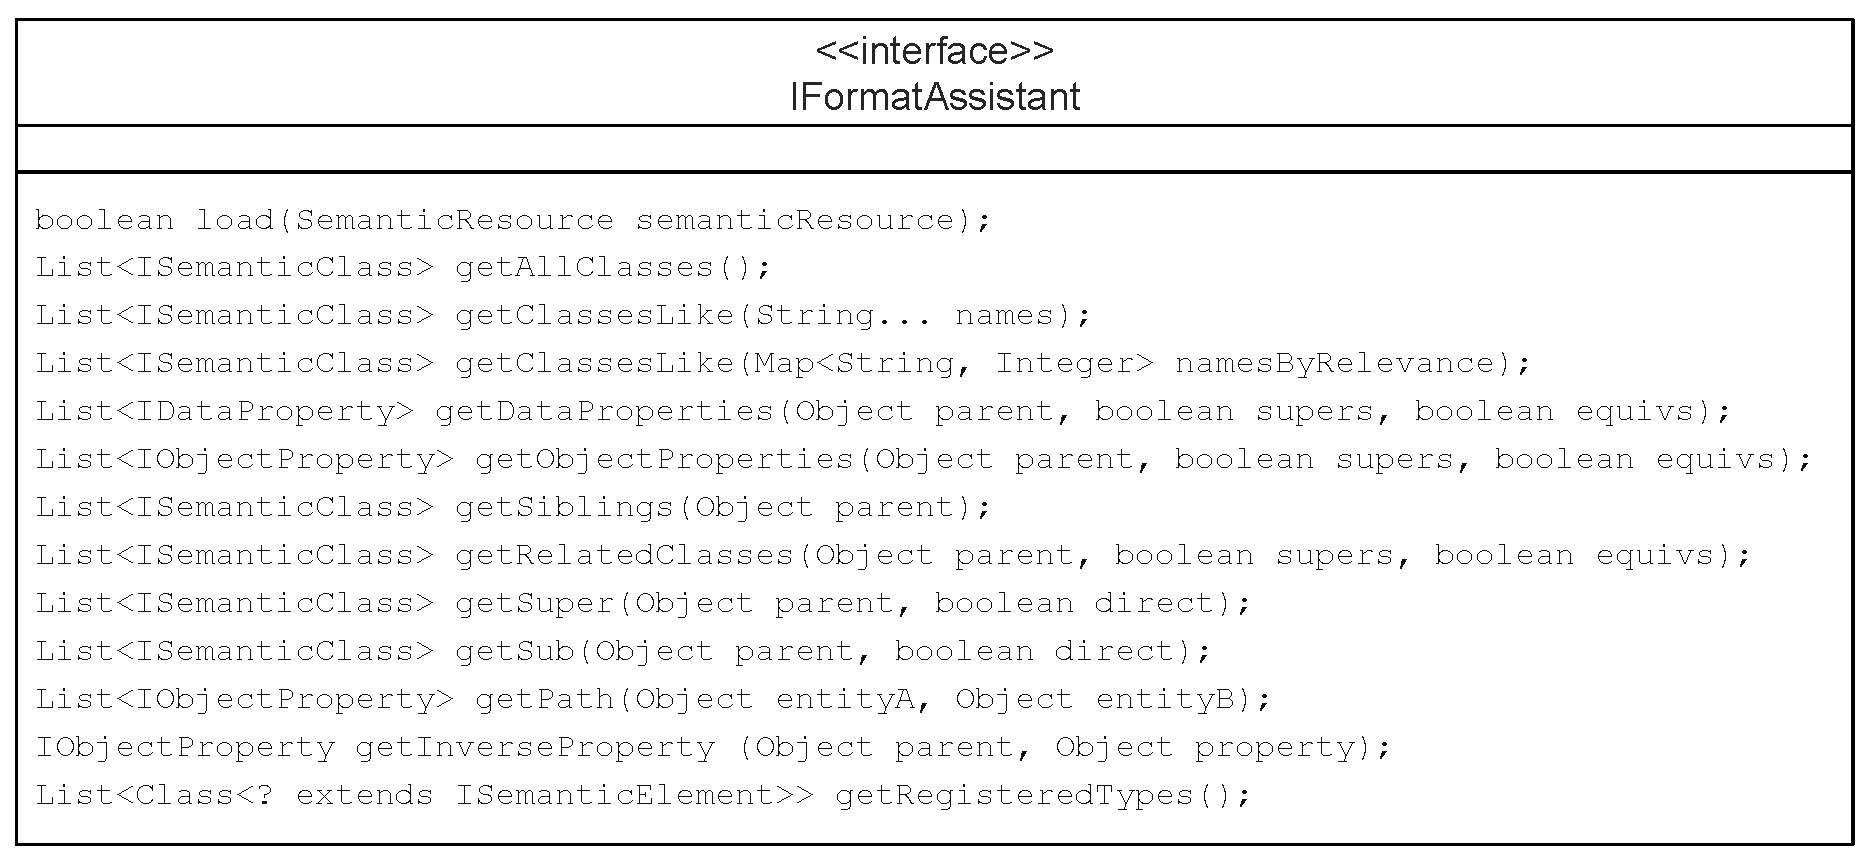 <<interface>>
IFormatAssistant
boolean load(SemanticResource semanticResource);
List<ISemanticClass> getAllClasses();
List<ISemanticClass> getClassesLike(String... names);
List<ISemanticClass> getClassesLike(Map<String, Integer> namesByRelevance);
List<IDataProperty> getDataProperties(Object parent, boolean supers, boolean equivs);
List<IObjectProperty> getObjectProperties(Object parent, boolean supers, boolean equivs);
List<ISemanticClass> getSiblings(Object parent);
List<ISemanticClass> getRelatedClasses(Object parent, boolean supers, boolean equivs);
List<ISemanticClass> getSuper(Object parent, boolean direct);
List<ISemanticClass> getSub(Object parent, boolean direct);
List<IObjectProperty> getPath(Object entityA, Object entityB);
IObjectProperty getInverseProperty (Object parent, Object property);
List<Class<? extends ISemanticElement>> getRegisteredTypes();